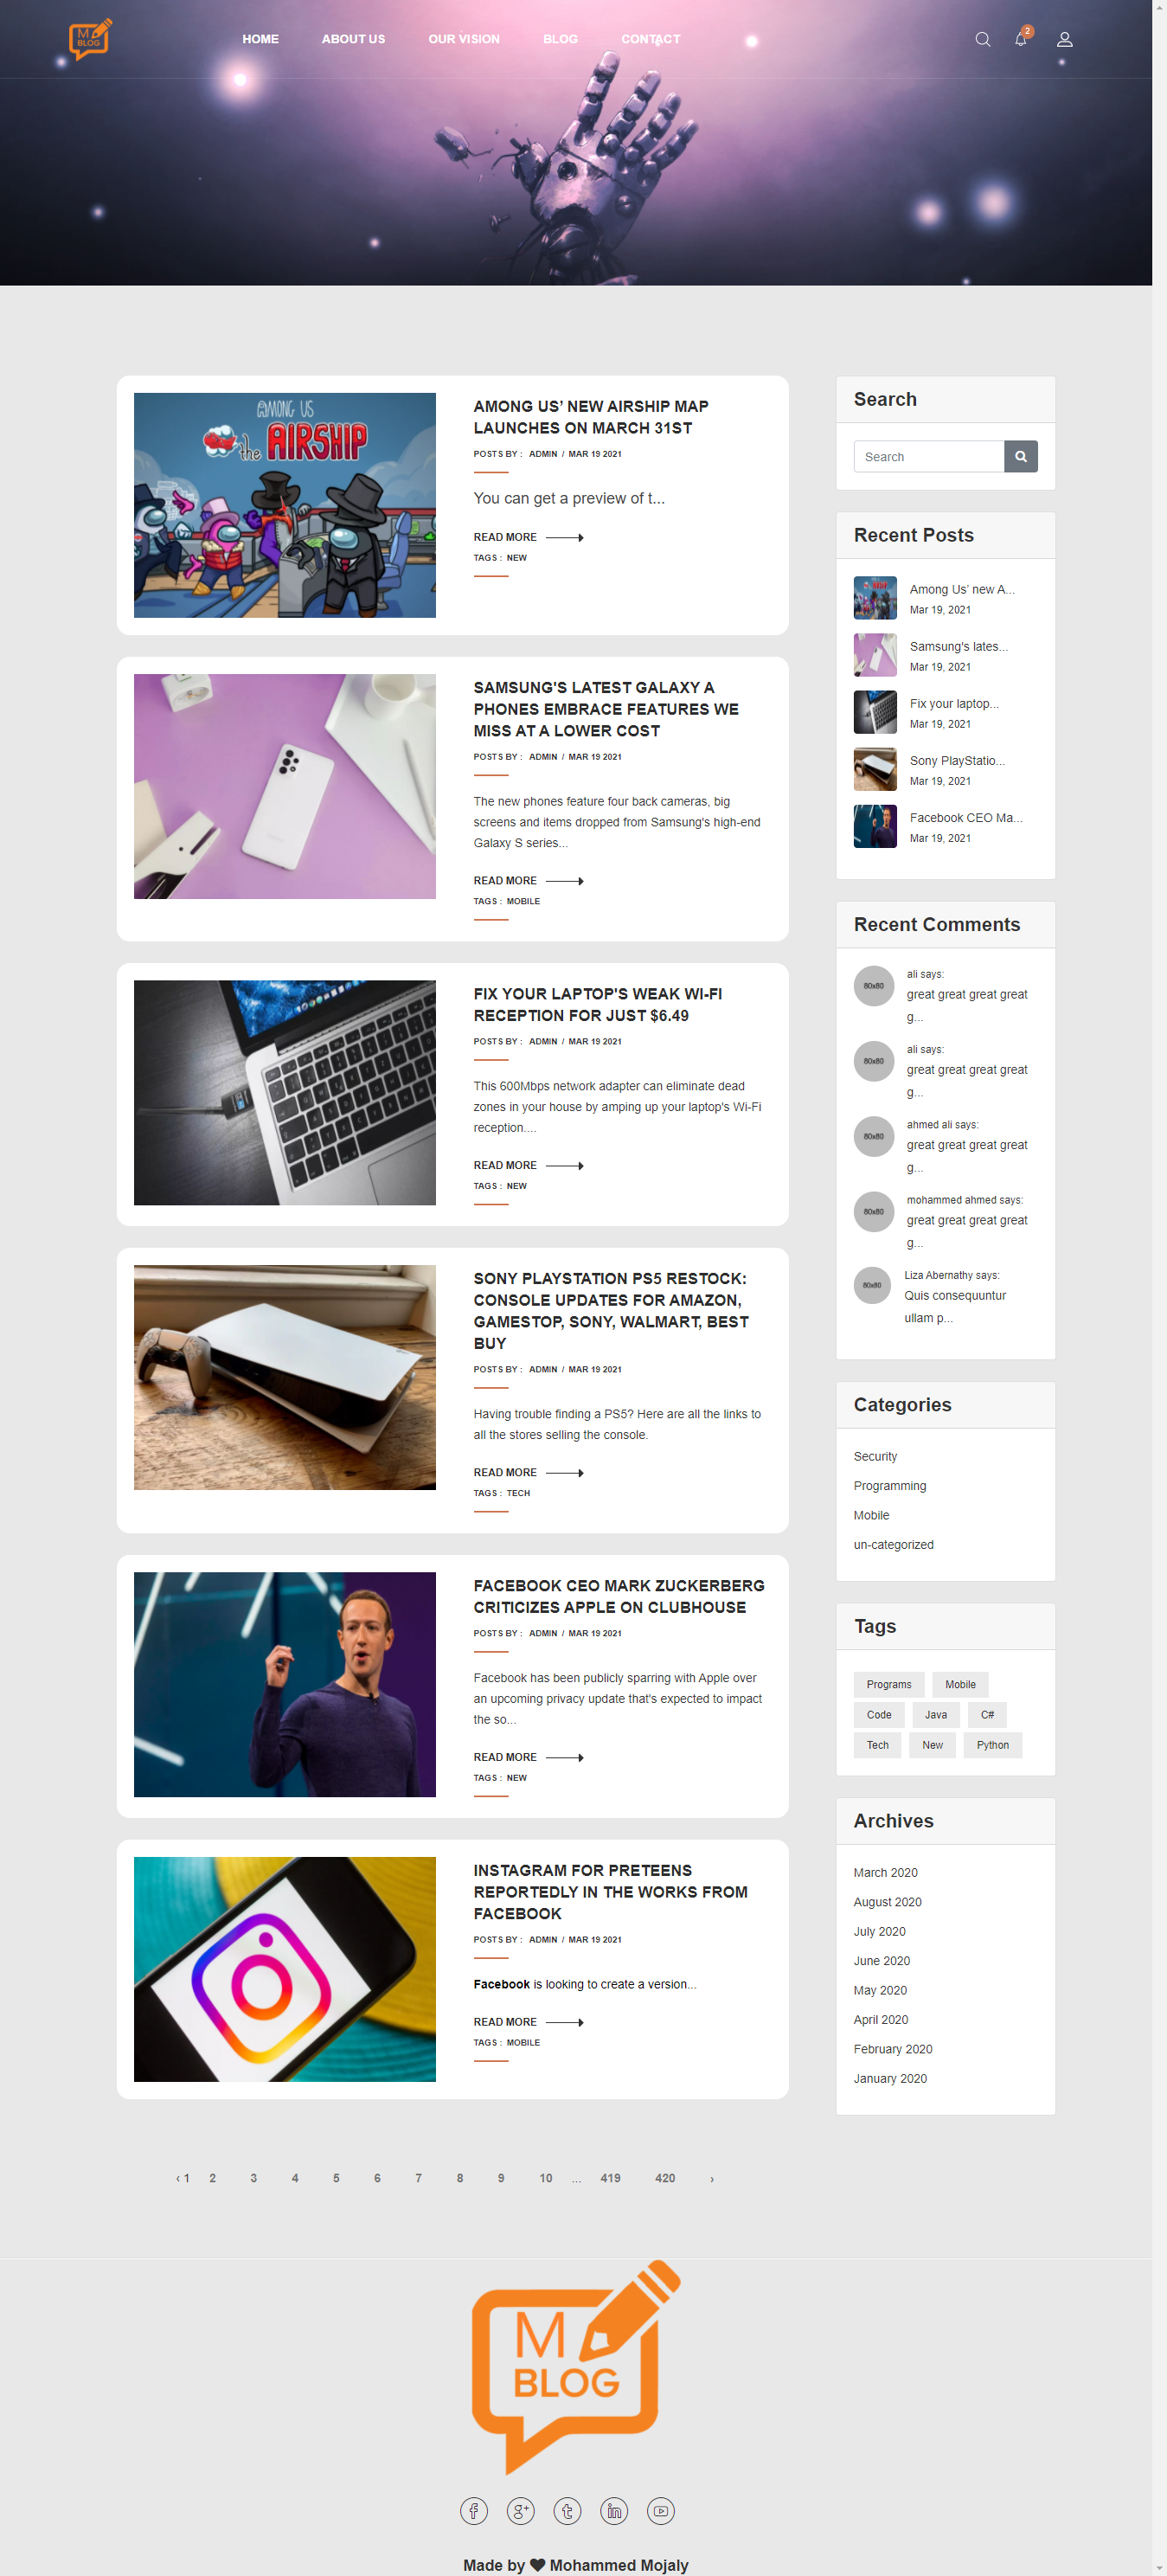 M
BLOG
HOME
ABOUT US
OUR VISION
BLOG
CONTACT
2
AMONG US
the AIRSHIP
AMONG US’ NEW AIRSHIP MAP
LAUNCHES ON MARCH 31ST
POSTS BY : ADMIN / MAR 19 2021
You can get a preview of t...
READ MORE
TAGS : NEW
SAMSUNG'S LATEST GALAXY A
PHONES EMBRACE FEATURES WE
MISS AT A LOWER COST
POSTS BY : ADMIN / MAR 19 2021
The new phones feature four back cameras, big
screens and items dropped from Samsung's high-end
Galaxy S series...
READ MORE
TAGS : MOBILE
FIX YOUR LAPTOP'S WEAK WI-FI
RECEPTION FOR JUST $6.49
POSTS BY : ADMIN / MAR 19 2021
This 600Mbps network adapter can eliminate dead
zones in your house by amping up your laptop's Wi-Fi
reception....
READ MORE
TAGS : NEW
SONY PLAYSTATION PS5 RESTOCK:
CONSOLE UPDATES FOR AMAZON,
GAMESTOP, SONY, WALMART, BEST
BUY
POSTS BY : ADMIN / MAR 19 2021
Having trouble finding a PS5? Here are all the links to
all the stores selling the console.
READ MORE
TAGS : TECH
FACEBOOK CEO MARK ZUCKERBERG
CRITICIZES APPLE ON CLUBHOUSE
POSTS BY : ADMIN / MAR 19 2021
Facebook has been publicly sparring with Apple over
an upcoming privacy update that's expected to impact
the so...
READ MORE
TAGS : NEW
INSTAGRAM FOR PRETEENS
REPORTEDLY IN THE WORKS FROM
FACEBOOK
POSTS BY : ADMIN / MAR 19 2021
Facebook is looking to create a version...
READ MORE
TAGS : MOBILE
‹ 1 2 3 4 5 6 7 8 9 10 ... 419 420 ›
Search
Search
Recent Posts
Among Us’ new A...
Mar 19, 2021
Samsung's lates...
Mar 19, 2021
Fix your laptop...
Mar 19, 2021
Sony PlayStatio...
Mar 19, 2021
Facebook CEO Ma...
Mar 19, 2021
Recent Comments
80x80
ali says:
great great great great
g...
80x80
ali says:
great great great great
g...
80x80
ahmed ali says:
great great great great
g...
80x80
mohammed ahmed says:
great great great great
g...
80x80
Liza Abernathy says:
Quis consequuntur
ullam p...
Categories
Security
Programming
Mobile
un-categorized
Tags
Programs Mobile
Code Java C#
Tech New Python
Archives
March 2020
August 2020
July 2020
June 2020
May 2020
April 2020
February 2020
January 2020
M
BLOG
Made by ♥ Mohammed Mojaly